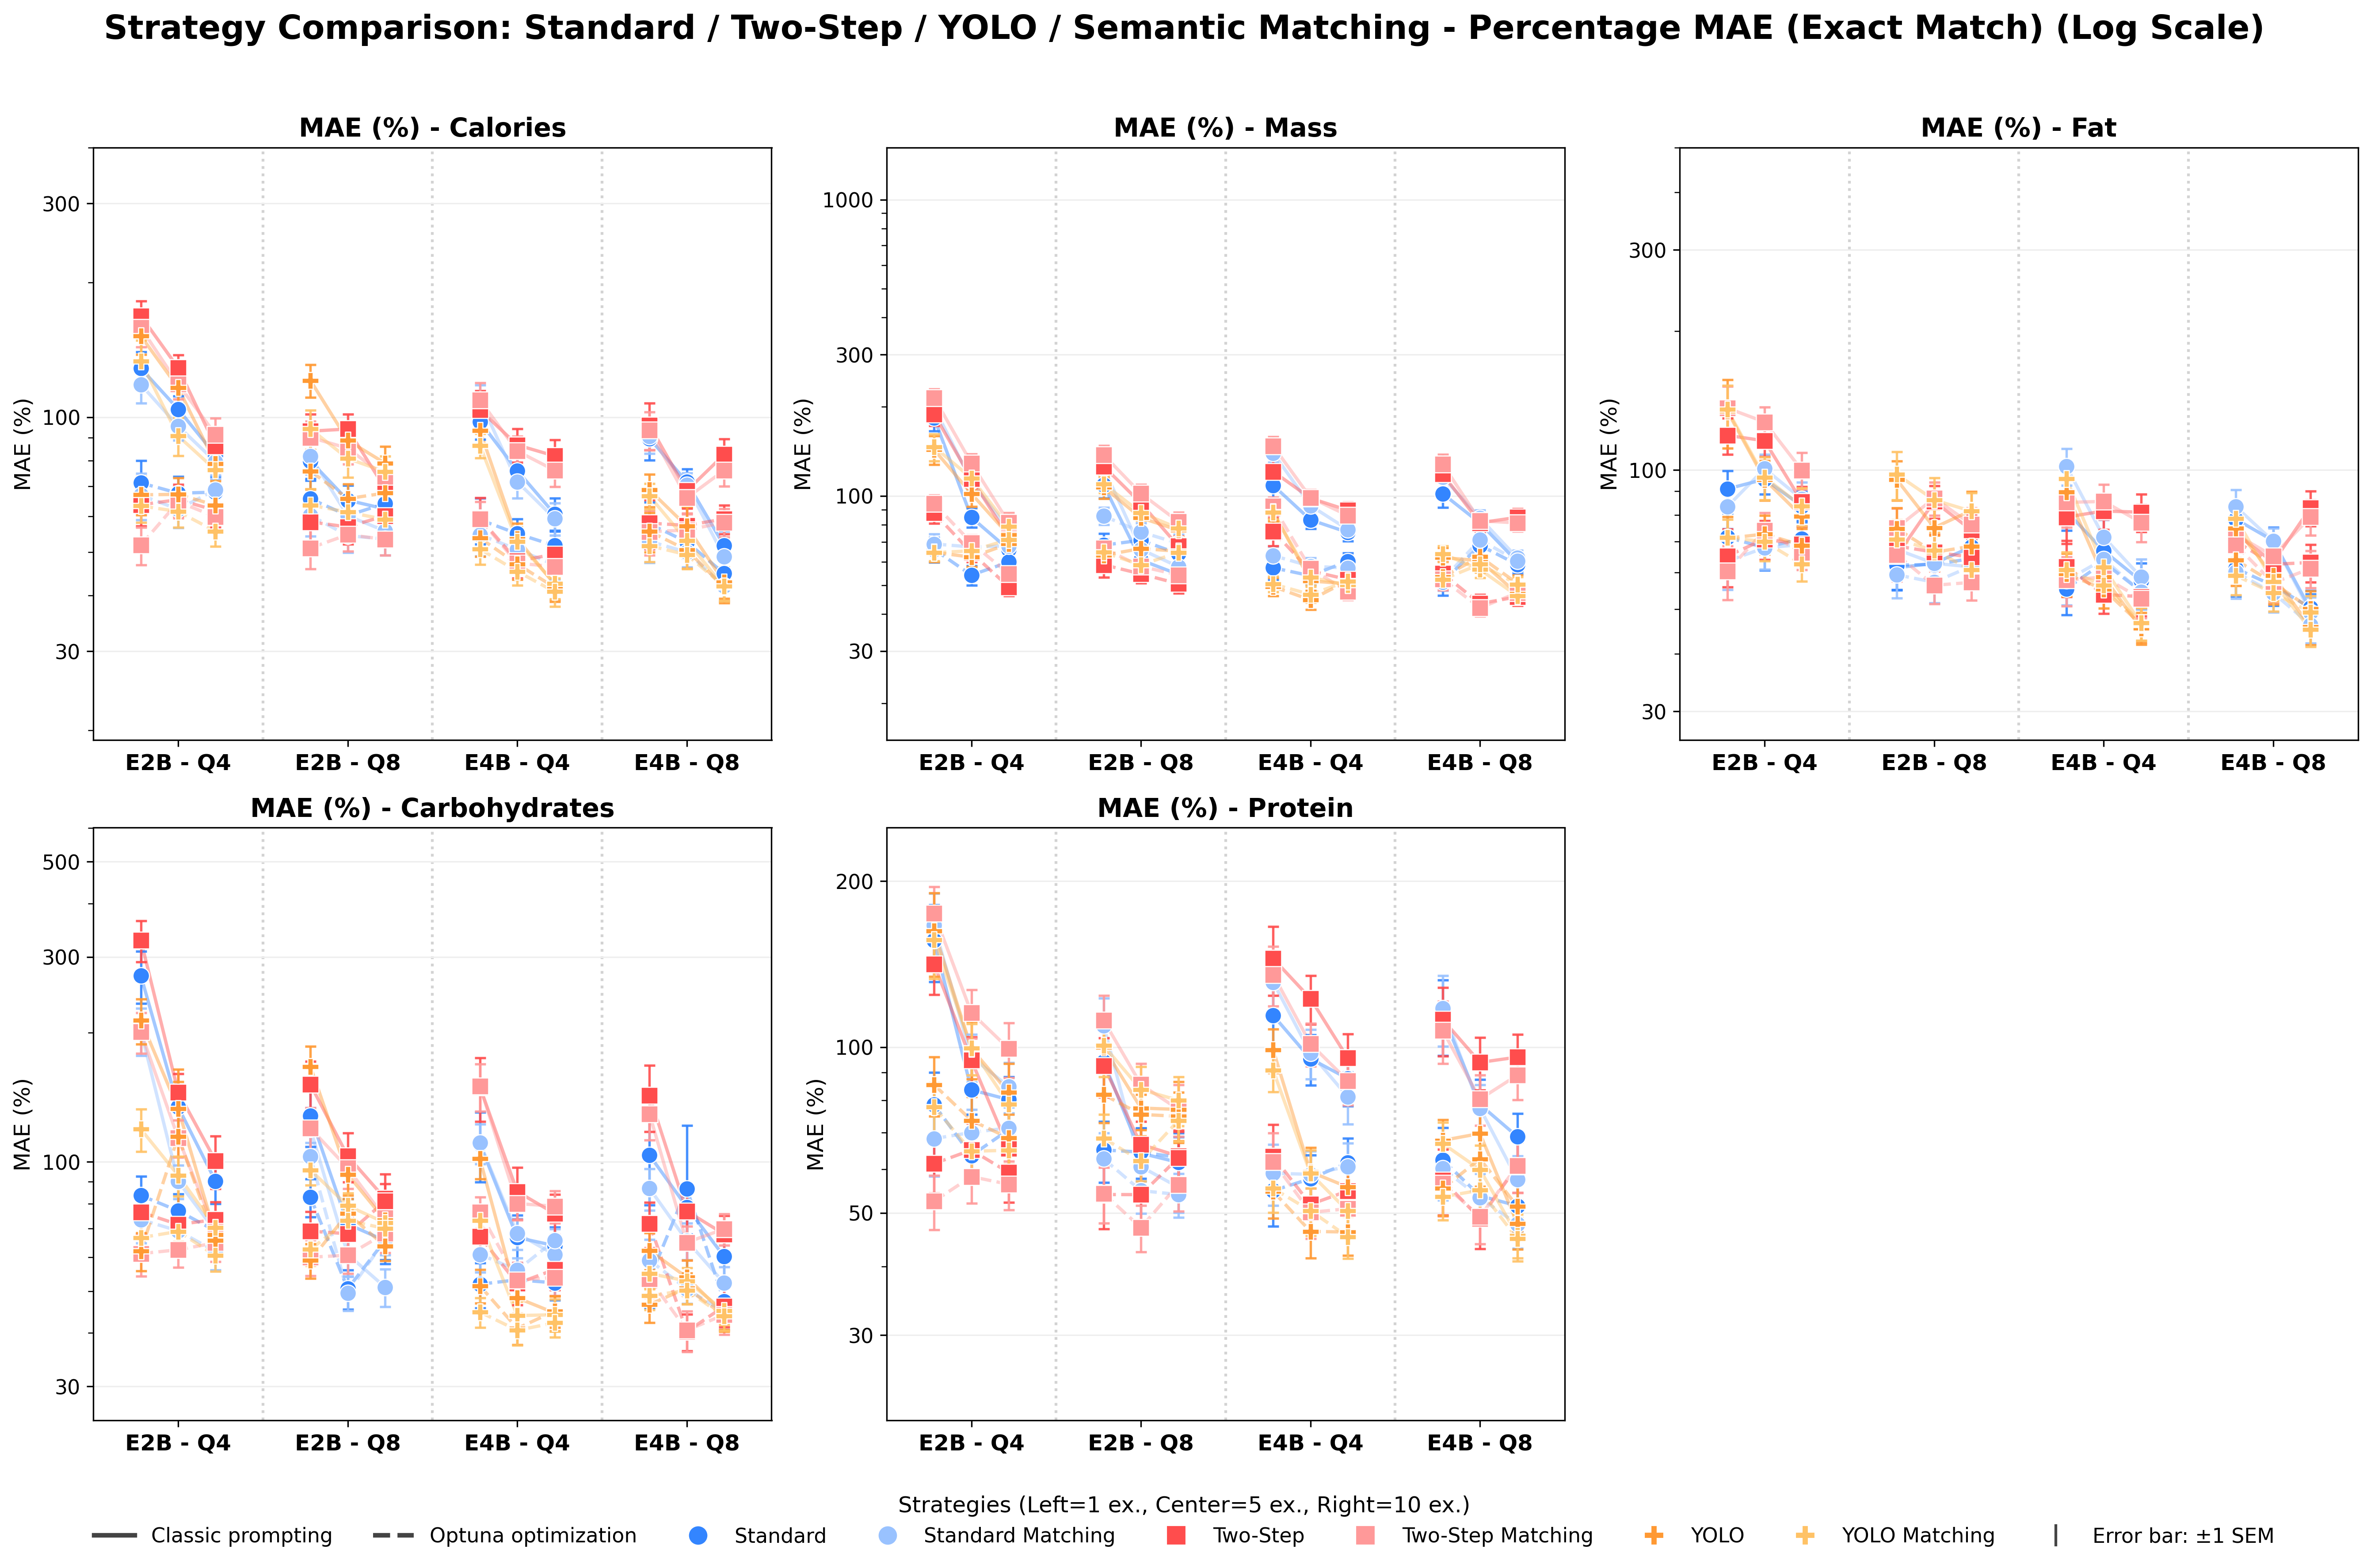 Strategy Comparison: Standard / Two-Step / YOLO / Semantic Matching - Percentage MAE (Exact Match) (Log Scale)
MAE (%) - Calories
MAE (%)
300
100
30
E2B - Q4
E2B - Q8
E4B - Q4
E4B - Q8
MAE (%) - Mass
MAE (%)
1000
300
100
30
E2B - Q4
E2B - Q8
E4B - Q4
E4B - Q8
MAE (%) - Fat
MAE (%)
300
100
30
E2B - Q4
E2B - Q8
E4B - Q4
E4B - Q8
MAE (%) - Carbohydrates
MAE (%)
500
300
100
30
E2B - Q4
E2B - Q8
E4B - Q4
E4B - Q8
MAE (%) - Protein
MAE (%)
200
100
50
30
E2B - Q4
E2B - Q8
E4B - Q4
E4B - Q8
Strategies (Left=1 ex., Center=5 ex., Right=10 ex.)
Classic prompting
Optuna optimization
Standard
Standard Matching
Two-Step
Two-Step Matching
YOLO
YOLO Matching
Error bar: ±1 SEM